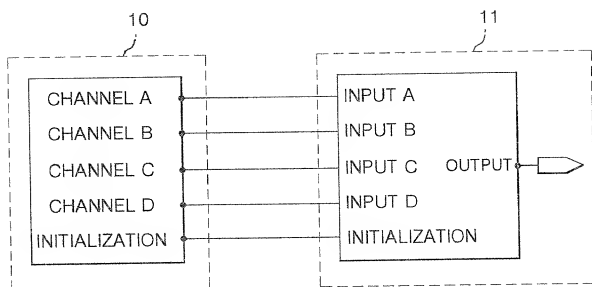 10
11
CHANNEL A
CHANNEL B
CHANNEL C
CHANNEL D
INITIALIZATION
INPUT A
INPUT B
INPUT C
OUTPUT
INPUT D
INITIALIZATION